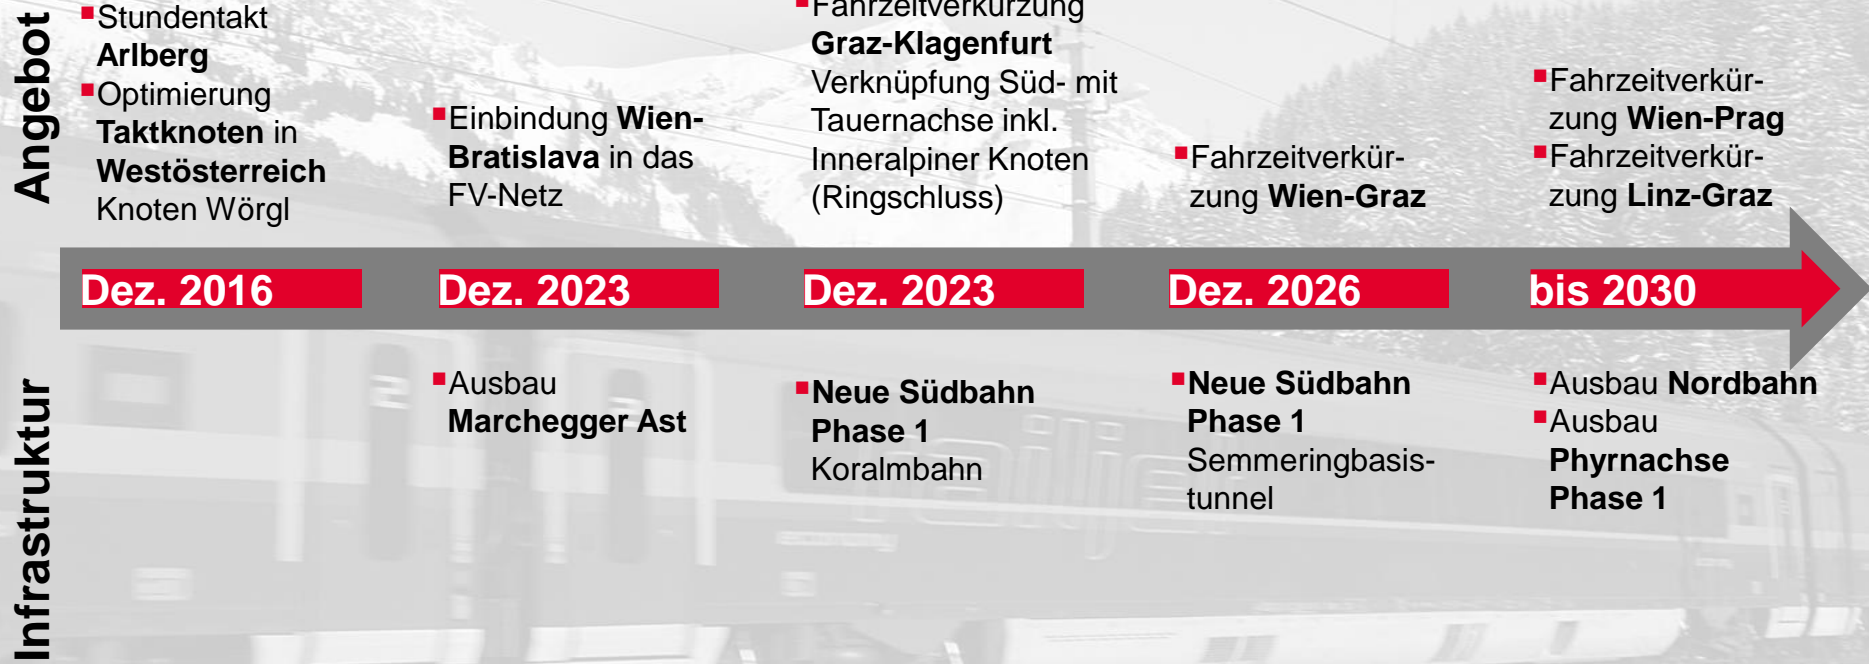 Angebot
Stundentakt
Arlberg
Optimierung
Taktknoten in
Westösterreich
Knoten Wörgl
Einbindung Wien-
Bratislava in das
FV-Netz
Fahrzeitverkürzung
Graz-Klagenfurt
Verknüpfung Süd- mit
Tauernachse inkl.
Inneralpiner Knoten
(Ringschluss)
Fahrzeitverkür-
zung Wien-Graz
Fahrzeitverkür-
zung Wien-Prag
Fahrzeitverkür-
zung Linz-Graz
Dez. 2016
Dez. 2023
Dez. 2023
Dez. 2026
bis 2030
Infrastruktur
Ausbau
Marchegger Ast
Neue Südbahn
Phase 1
Koralmbahn
Neue Südbahn
Phase 1
Semmeringbasis-
tunnel
Ausbau Nordbahn
Ausbau
Phyrnachse
Phase 1
railjet